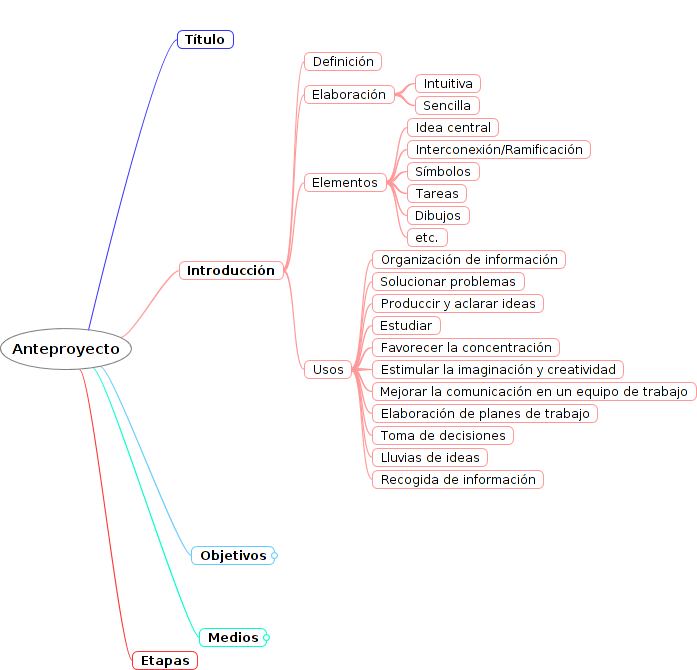 Título
Definición
Elaboración
Intuitiva
Sencilla
Elementos
Idea central
Interconexión/Ramificación
Símbolos
Tareas
Dibujos
etc.
Introducción
Usos
Organización de información
Solucionar problemas
Produccir y aclarar ideas
Estudiar
Favorecer la concentración
Estimular la imaginación y creatividad
Mejorar la comunicación en un equipo de trabajo
Elaboración de planes de trabajo
Toma de decisiones
Lluvias de ideas
Recogida de información
Anteproyecto
Objetivos
Medios
Etapas